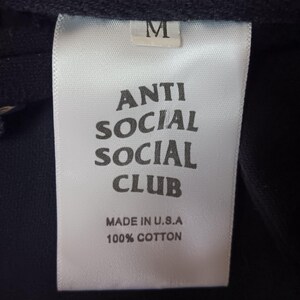 M
ANTI
SOCIAL
SOCIAL
CLUB
MADE IN U.S.A
100% COTTON